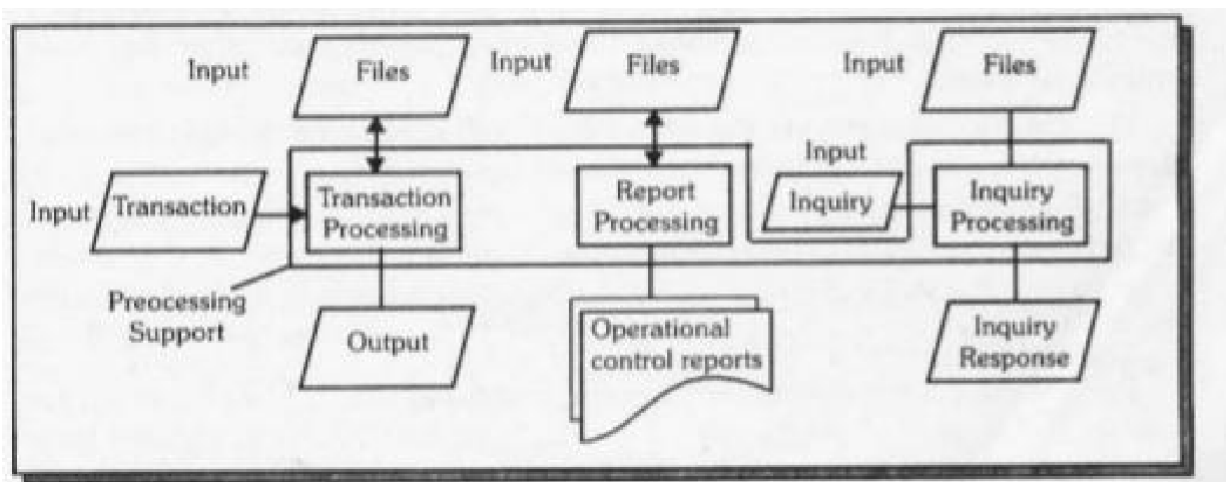 Input
Files
Input
Files
Input
Files
Input
Transaction
Transaction
Processing
Report
Processing
Input
Inquiry
Inquiry
Processing
Preocessing
Support
Output
Operational
control reports
Inquiry
Response